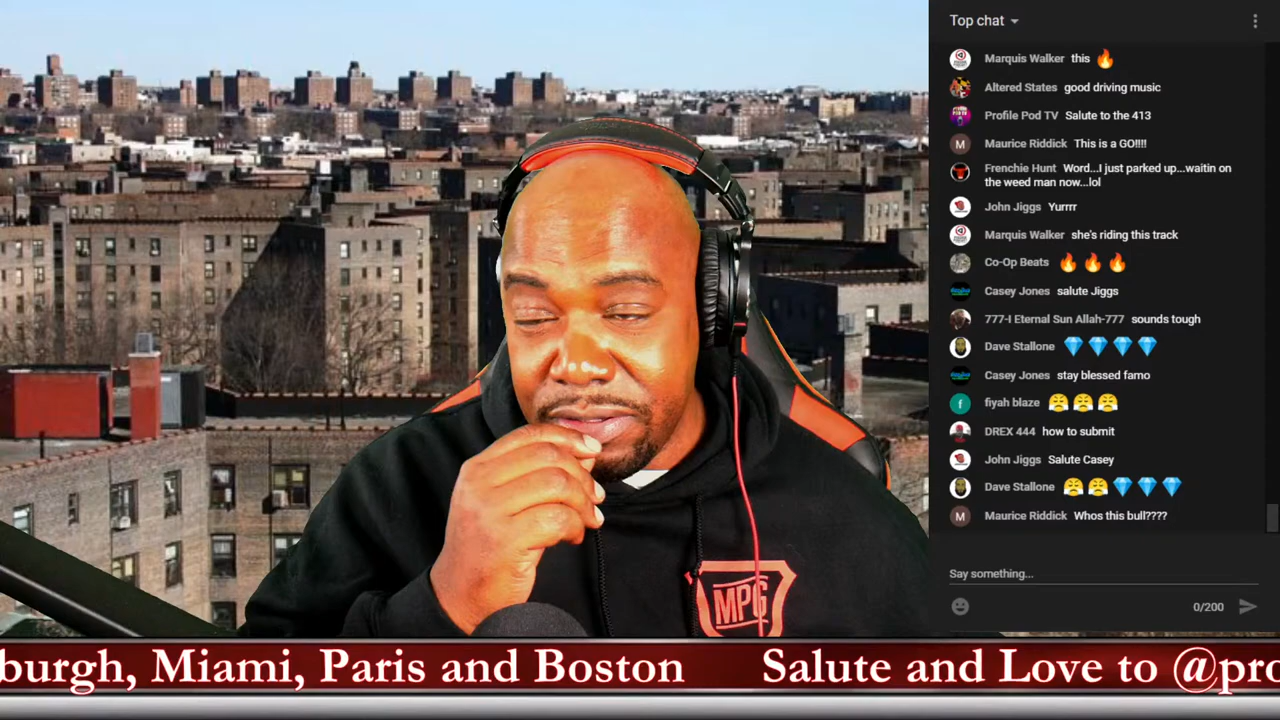 Top chat
Marquis Walker this 🔥
Altered States good driving music
Profile Pod TV Salute to the 413
M Maurice Riddick This is a GO!!!!
Frenchie Hunt Word...I just parked up...waitin on
the weed man now...lol
John Jiggs Yurrrr
Marquis Walker she's riding this track
Co-Op Beats 🔥🔥🔥
Casey Jones salute Jiggs
777-I Eternal Sun Allah-777 sounds tough
Dave Stallone 💎💎💎💎
Casey Jones stay blessed famo
f fiyah blaze 😤😤😤
DREX 444 how to submit
John Jiggs Salute Casey
Dave Stallone 😤😤💎💎💎
M Maurice Riddick Whos this bull????
Say something...
0/200
MPG
burgh, Miami, Paris and Boston Salute and Love to @pro